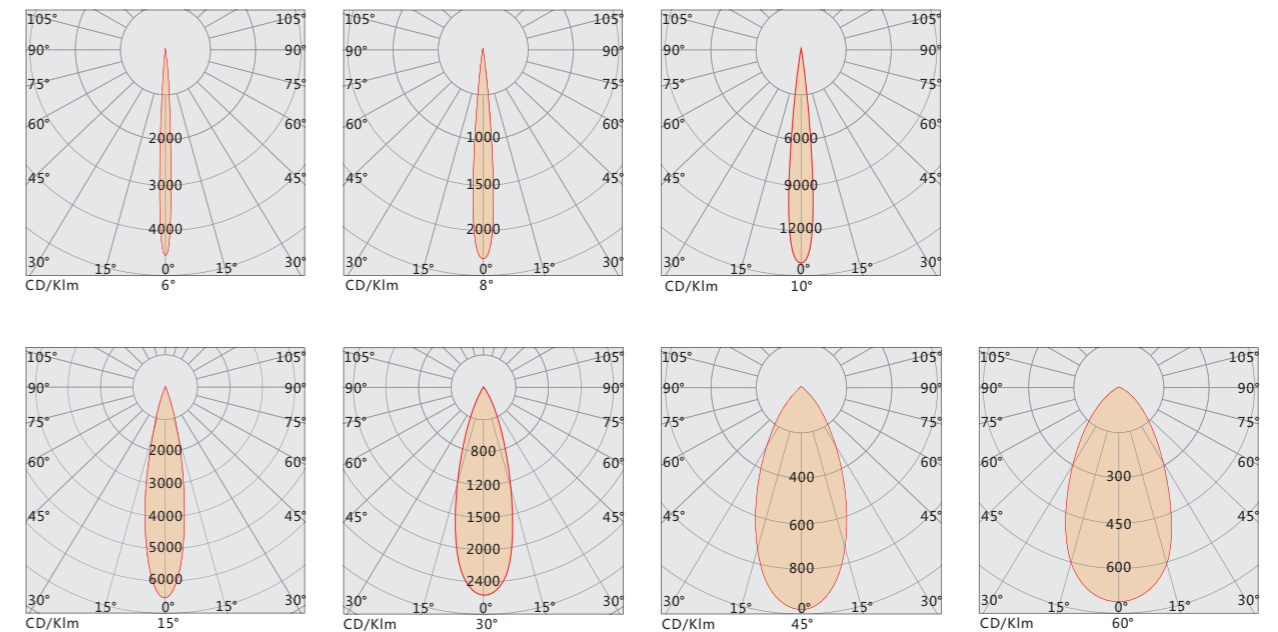 105° 105° 105° 105° 105° 105°
90° 90° 90° 90° 90° 90°
75° 75° 75° 75° 75° 75°
60° 60° 60° 60° 60° 60°
2000 1000 6000
45° 45° 45° 45° 45° 45°
3000 1500 9000
4000 2000 12000
30° 15° 0° 15° 30° 30° 15° 0° 15° 30° 30° 15° 0° 15° 30°
CD/Klm 6° CD/Klm 8° CD/Klm 10°
105° 105° 105° 105° 105° 105° 105° 105°
90° 90° 90° 90° 90° 90° 90° 90°
75° 75° 75° 75° 75° 75° 75° 75°
2000 800
60° 60° 60° 60° 60° 60° 60° 60°
3000 1200 400 300
45° 45° 45° 45° 45° 45° 45° 45°
4000 1500 600 450
5000 2000
6000 2400 800 600
30° 15° 0° 15° 30° 30° 15° 0° 15° 30° 30° 15° 0° 15° 30° 30° 15° 0° 15° 30°
CD/Klm 15° CD/Klm 30° CD/Klm 45° CD/Klm 60°